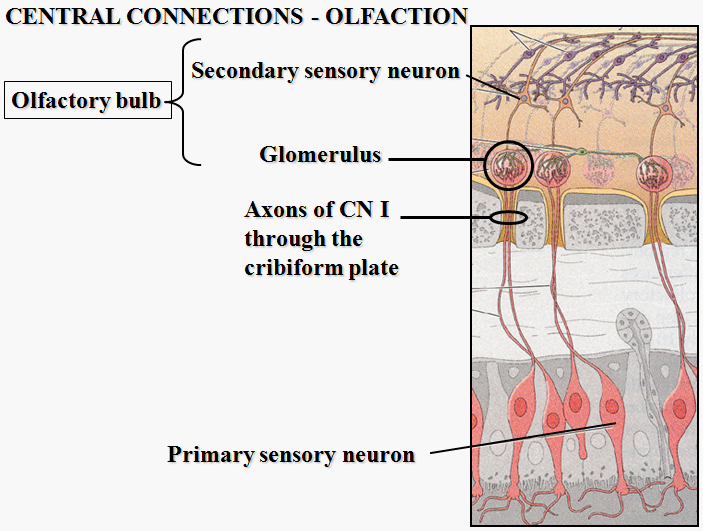 CENTRAL CONNECTIONS - OLFACTION
Secondary sensory neuron
Olfactory bulb
Glomerulus
Axons of CN I
through the
cribiform plate
Primary sensory neuron